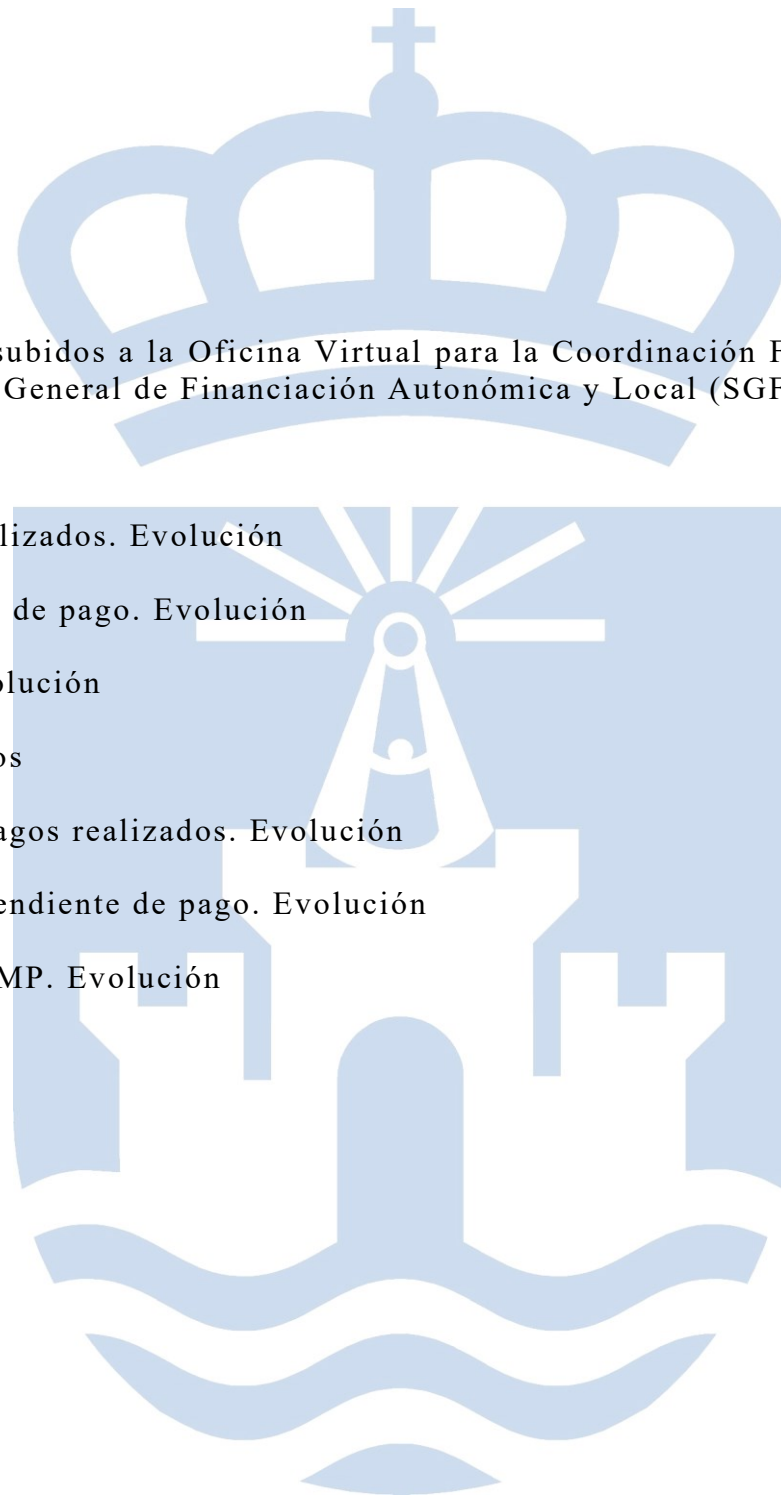 subidos a la Oficina Virtual para la Coordinación
General de Financiación Autonómica y Local
lizados. Evolución
de pago. Evolución
olución
os
agos realizados. Evolución
endiente de pago. Evolución
MP. Evolución